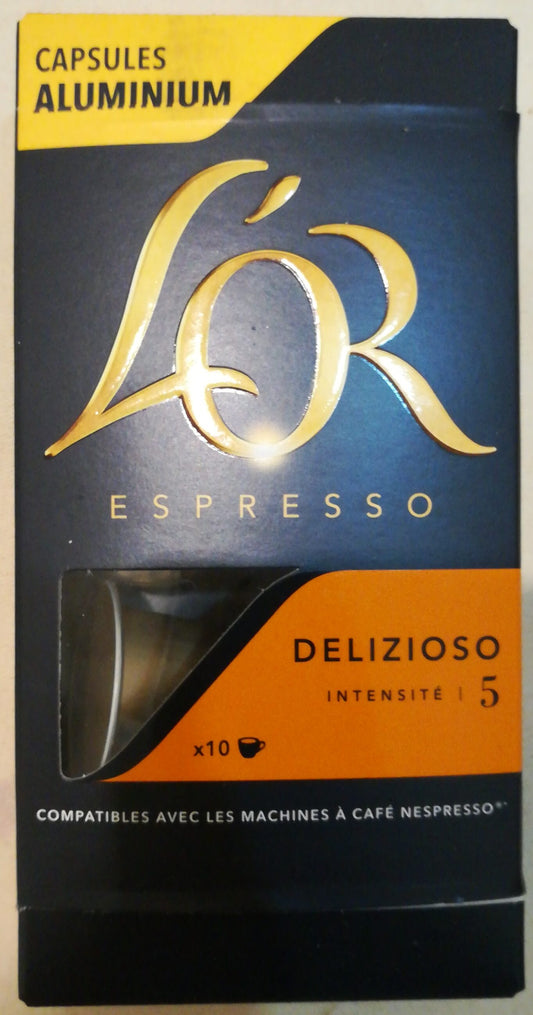 CAPSULES
ALUMINIUM
L'OR
ESPRESSO
DELIZIOSO
INTENSITÉ | 5
x10
COMPATIBLES AVEC LES MACHINES À CAFÉ NESPRESSO®*